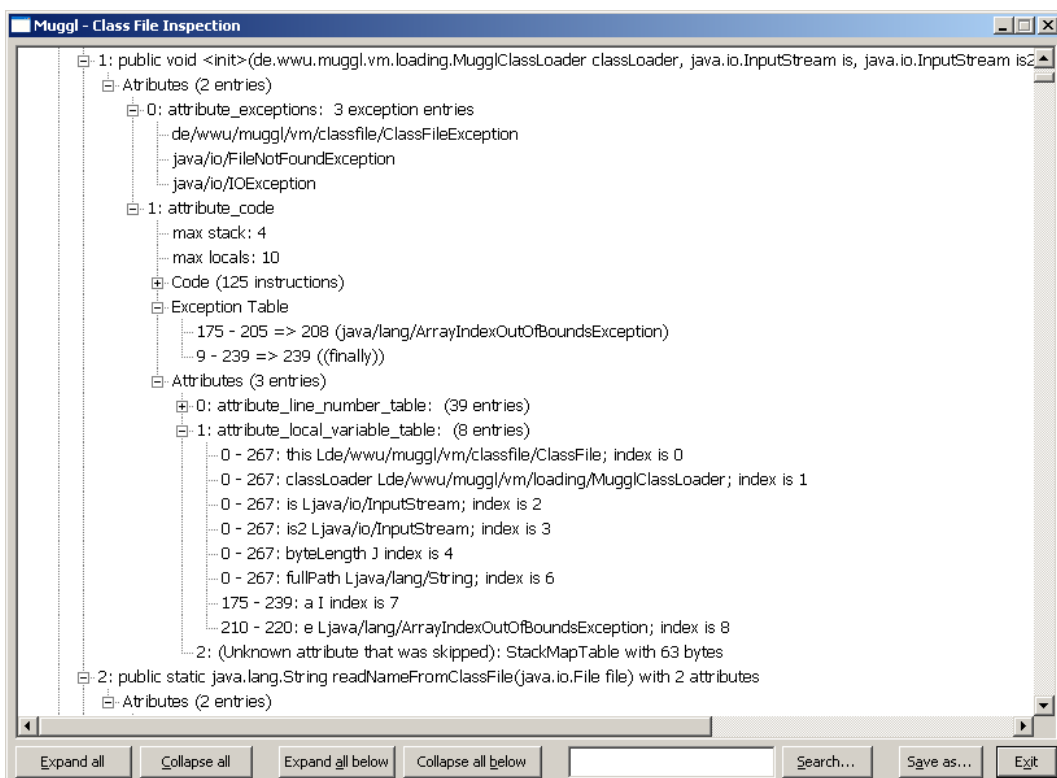 Muggl - Class File Inspection
1: public void <init>(de.wwu.muggl.vm.loading.MugglClassLoader classLoader, java.io.InputStream is, java.io.InputStream is2
Atributes (2 entries)
0: attribute_exceptions:  3 exception entries
de/wwu/muggl/vm/classfile/ClassFileException
java/io/FileNotFoundException
java/io/IOException
1: attribute_code
max stack: 4
max locals: 10
Code (125 instructions)
Exception Table
175 - 205 => 208 (java/lang/ArrayIndexOutOfBoundsException)
9 - 239 => 239 ((finally))
Attributes (3 entries)
0: attribute_line_number_table:  (39 entries)
1: attribute_local_variable_table:  (8 entries)
0 - 267: this Lde/wwu/muggl/vm/classfile/ClassFile; index is 0
0 - 267: classLoader Lde/wwu/muggl/vm/loading/MugglClassLoader; index is 1
0 - 267: is Ljava/io/InputStream; index is 2
0 - 267: is2 Ljava/io/InputStream; index is 3
0 - 267: byteLength J index is 4
0 - 267: fullPath Ljava/lang/String; index is 6
175 - 239: a I index is 7
210 - 220: e Ljava/lang/ArrayIndexOutOfBoundsException; index is 8
2: (Unknown attribute that was skipped): StackMapTable with 63 bytes
2: public static java.lang.String readNameFromClassFile(java.io.File file) with 2 attributes
Atributes (2 entries)
Expand all Collapse all Expand all below Collapse all below Search... Save as... Exit